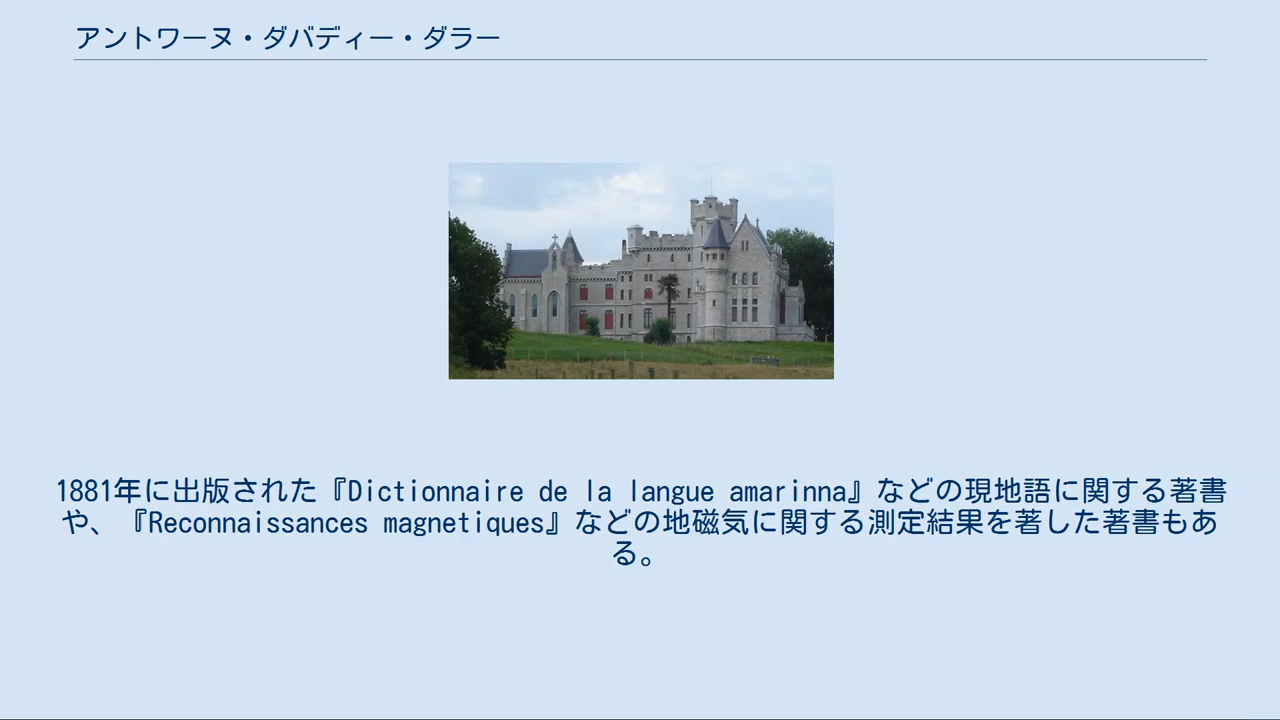 アントワーヌ・ダバディー・ダラー
1881年に出版された『Dictionnaire de la langue amarinna』などの現地語に関する著書
や、『Reconnaissances magnetiques』などの地磁気に関する測定結果を著した著書もあ
る。